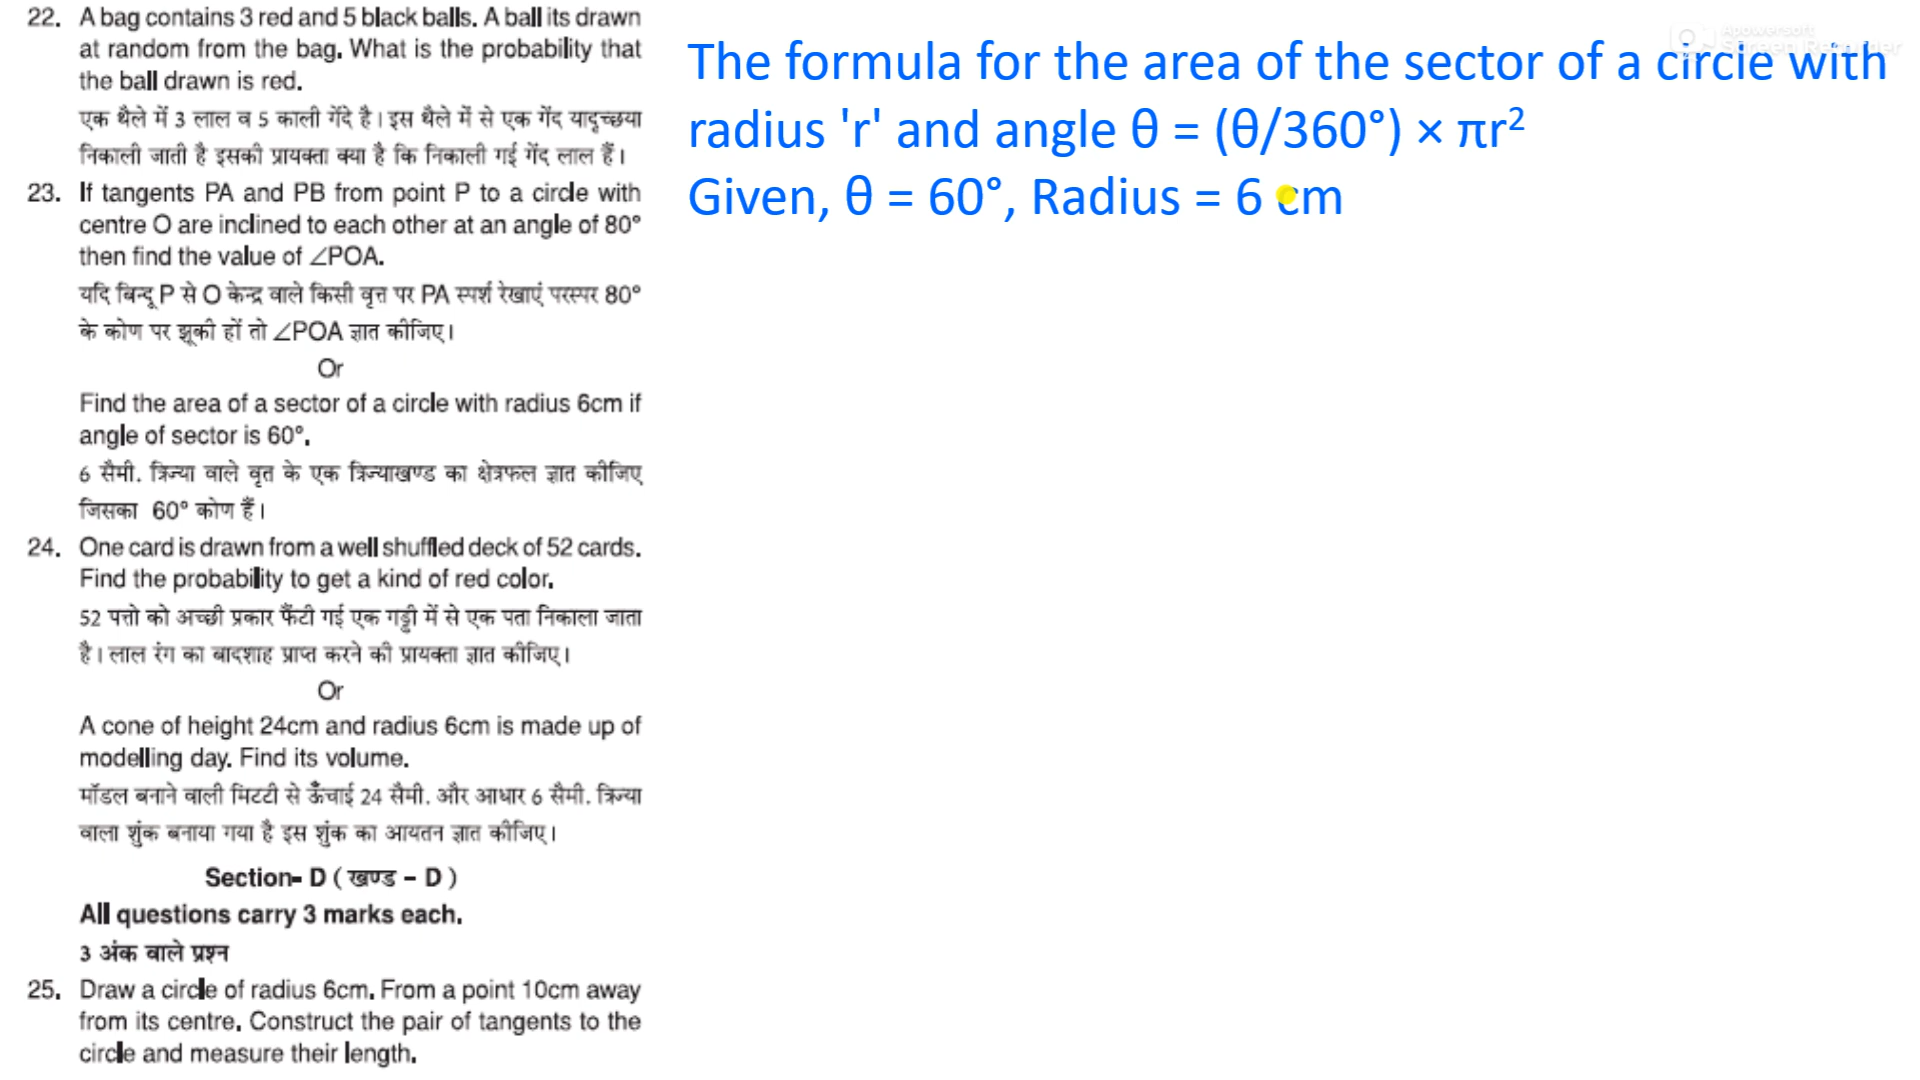 22. A bag contains 3 red and 5 black balls. A ball its drawn
at random from the bag. What is the probability that
the ball drawn is red.
एक थैले में 3 लाल व 5 काली गेंदे है। इस थैले में से एक गेंद यादृच्छया
निकाली जाती है इसकी प्रायक्ता क्या है कि निकाली गई गेंद लाल हैं।
23. If tangents PA and PB from point P to a circle with
centre O are inclined to each other at an angle of 80°
then find the value of ∠POA.
यदि बिन्दू P से O केन्द्र वाले किसी वृत्त पर PA स्पर्श रेखाएं परस्पर 80°
के कोण पर झूकी हों तो ∠POA ज्ञात कीजिए।
Or
Find the area of a sector of a circle with radius 6cm if
angle of sector is 60°.
6 सैमी. त्रिज्या वाले वृत के एक त्रिज्याखण्ड का क्षेत्रफल ज्ञात कीजिए
जिसका 60° कोण हैं।
24. One card is drawn from a well shuffled deck of 52 cards.
Find the probability to get a kind of red color.
52 पत्तो को अच्छी प्रकार फैंटी गई एक गड्डी में से एक पता निकाला जाता
है। लाल रंग का बादशाह प्राप्त करने की प्रायक्ता ज्ञात कीजिए।
Or
A cone of height 24cm and radius 6cm is made up of
modelling day. Find its volume.
मॉडल बनाने वाली मिटटी से ऊँचाई 24 सैमी. और आधार 6 सैमी. त्रिज्या
वाला शुंक बनाया गया है इस शुंक का आयतन ज्ञात कीजिए।
Section- D ( खण्ड – D )
All questions carry 3 marks each.
3 अंक वाले प्रश्न
25. Draw a circle of radius 6cm. From a point 10cm away
from its centre. Construct the pair of tangents to the
circle and measure their length.
The formula for the area of the sector of a circle with
radius 'r' and angle θ = (θ/360°) × πr²
Given, θ = 60°, Radius = 6 cm
Apowersoft
Screen Recorder